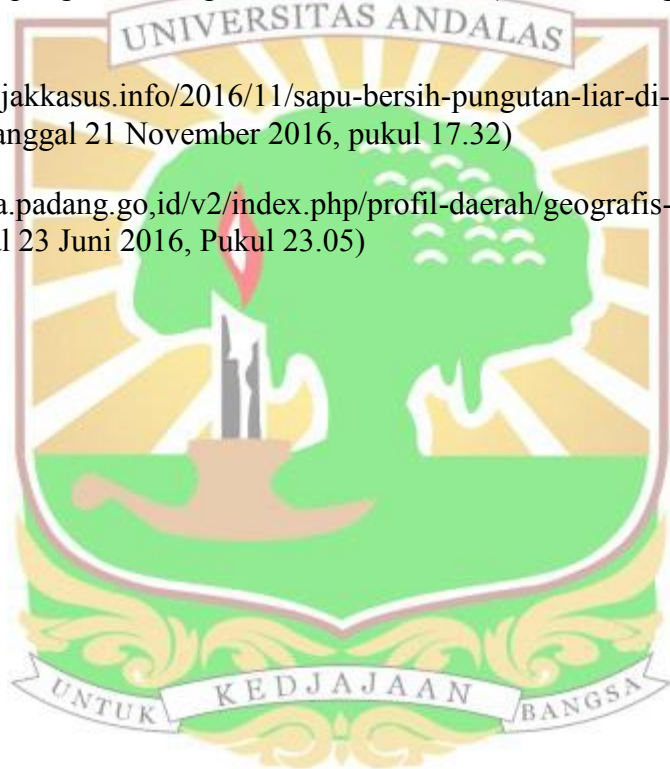 UNIVERSITAS ANDALAS
jakkasus.info/2016/11/sapu-bersih-pungutan-liar-di-
anggal 21 November 2016, pukul 17.32)
a.padang.go,id/v2/index.php/profil-daerah/geografis-
al 23 Juni 2016, Pukul 23.05)
UNTUK KEDJAJAAN BANGSA